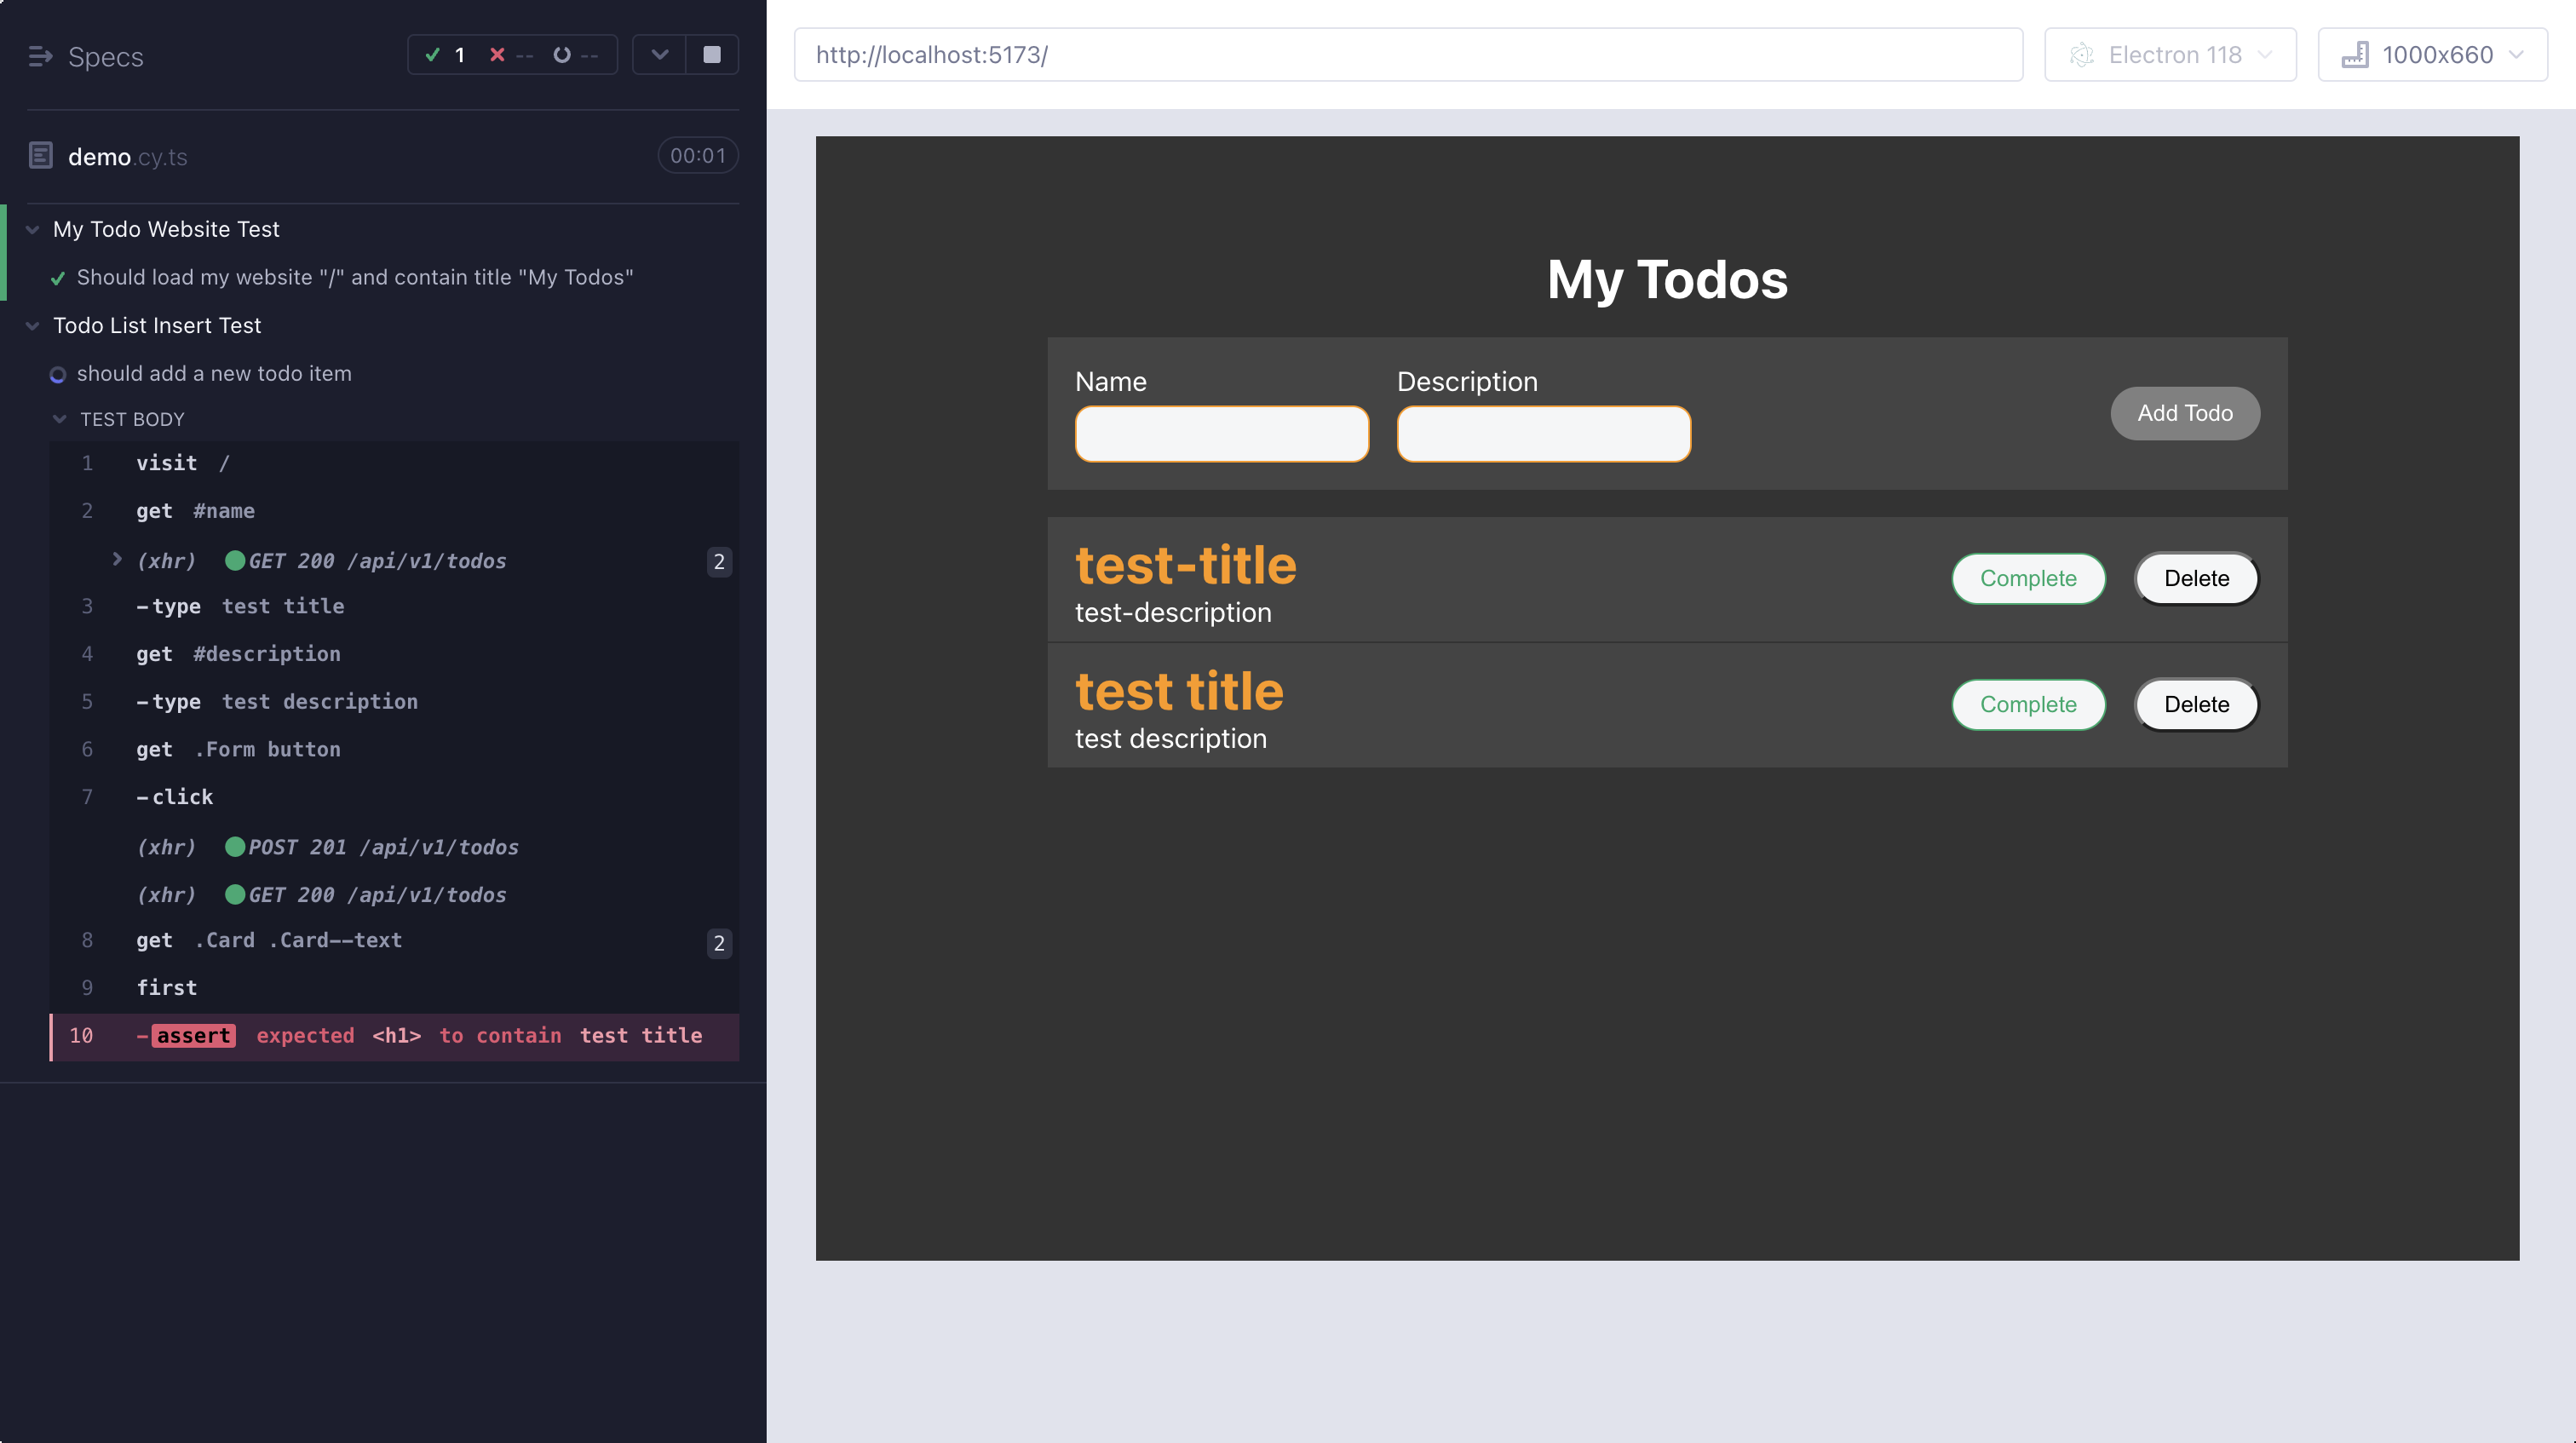 Specs
1 -- --
demo.cy.ts 00:01
My Todo Website Test
Should load my website "/" and contain title "My Todos"
Todo List Insert Test
should add a new todo item
TEST BODY
1 visit /
2 get #name
(xhr) GET 200 /api/v1/todos 2
3 -type test title
4 get #description
5 -type test description
6 get .Form button
7 -click
(xhr) POST 201 /api/v1/todos
(xhr) GET 200 /api/v1/todos
8 get .Card .Card--text 2
9 first
10 -assert expected <h1> to contain test title
http://localhost:5173/
Electron 118
1000x660
My Todos
Name Description
Add Todo
test-title
test-description
Complete Delete
test title
test description
Complete Delete